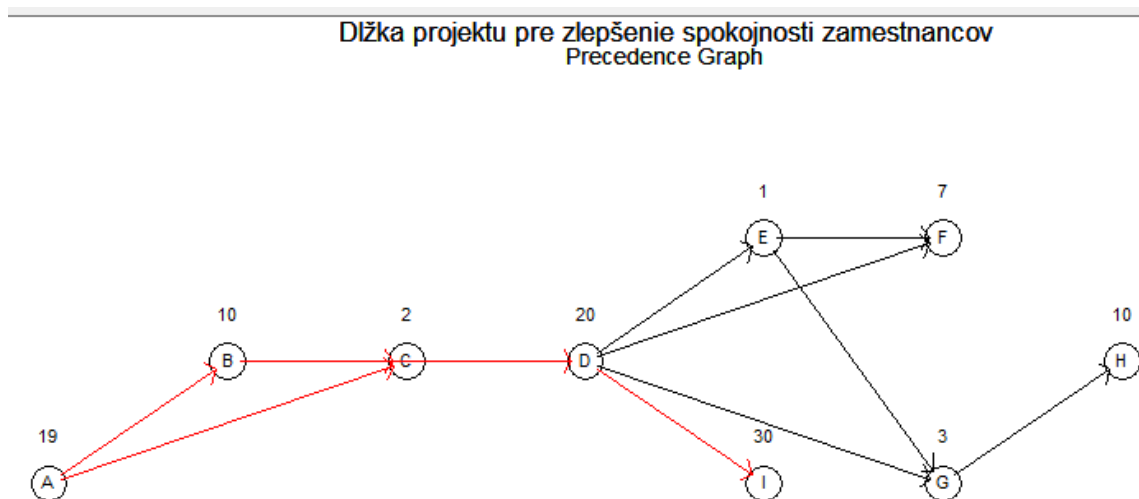 Dĺžka projektu pre zlepšenie spokojnosti zamestnancov
Precedence Graph
1 7
E F
10 2 20 10
B C D H
19 30 3
A I G